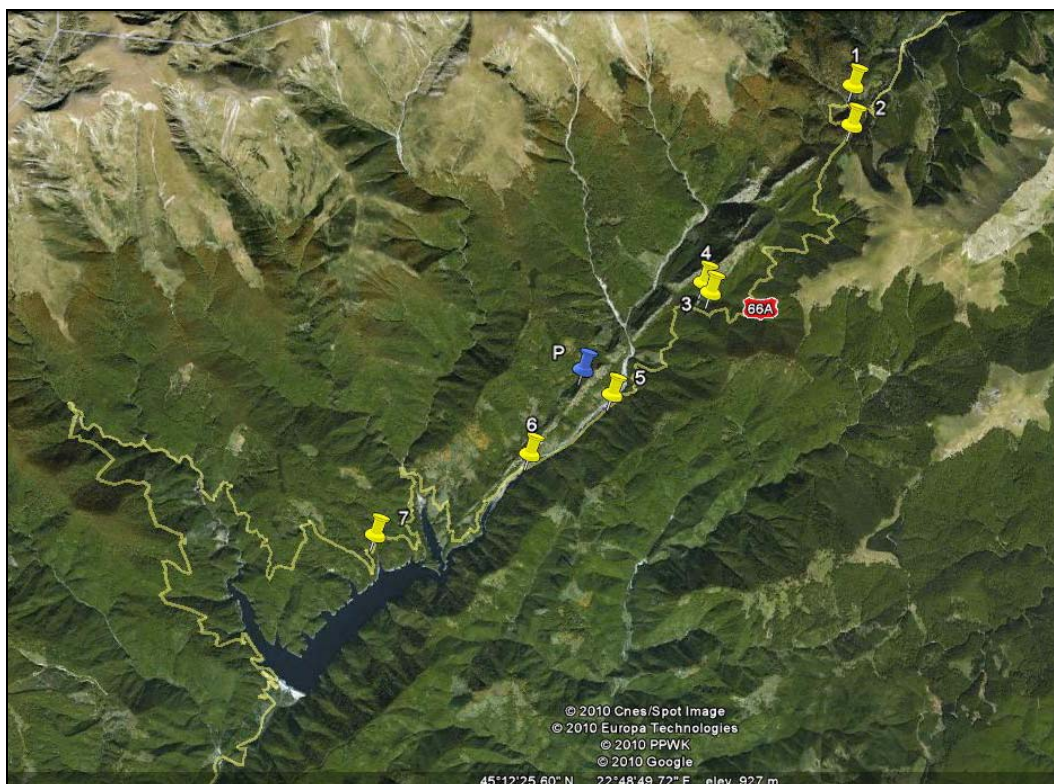 1
2
4
3
66A
P
5
6
7
© 2010 Cnes/Spot Image
© 2010 Europa Technologies
© 2010 PPWK
© 2010 Google
45°12'25.60" N 22°48'49.72" E elev 927 m